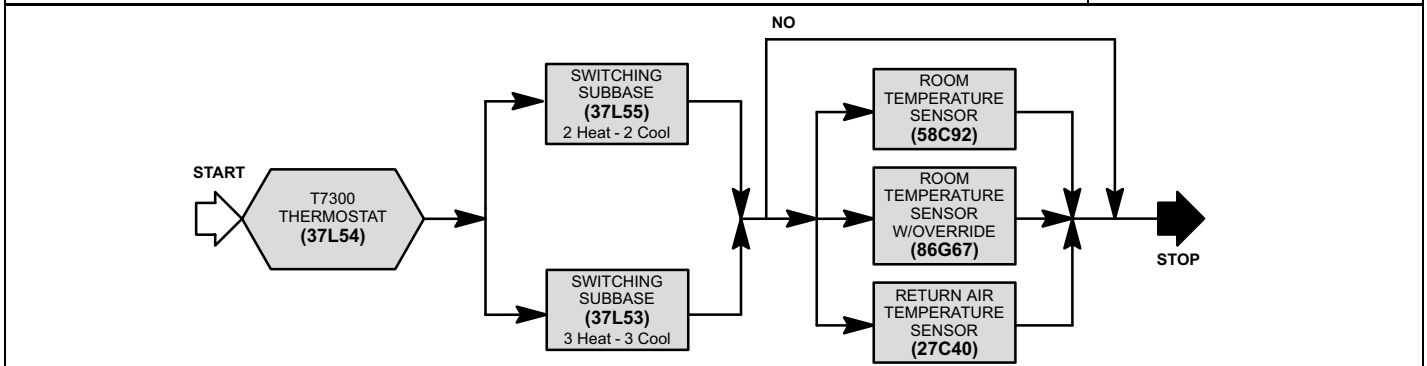 NO
START
T7300
THERMOSTAT
(37L54)
SWITCHING
SUBBASE
(37L55)
2 Heat - 2 Cool
SWITCHING
SUBBASE
(37L53)
3 Heat - 3 Cool
ROOM
TEMPERATURE
SENSOR
(58C92)
ROOM
TEMPERATURE
SENSOR
W/OVERRIDE
(86G67)
RETURN AIR
TEMPERATURE
SENSOR
(27C40)
STOP